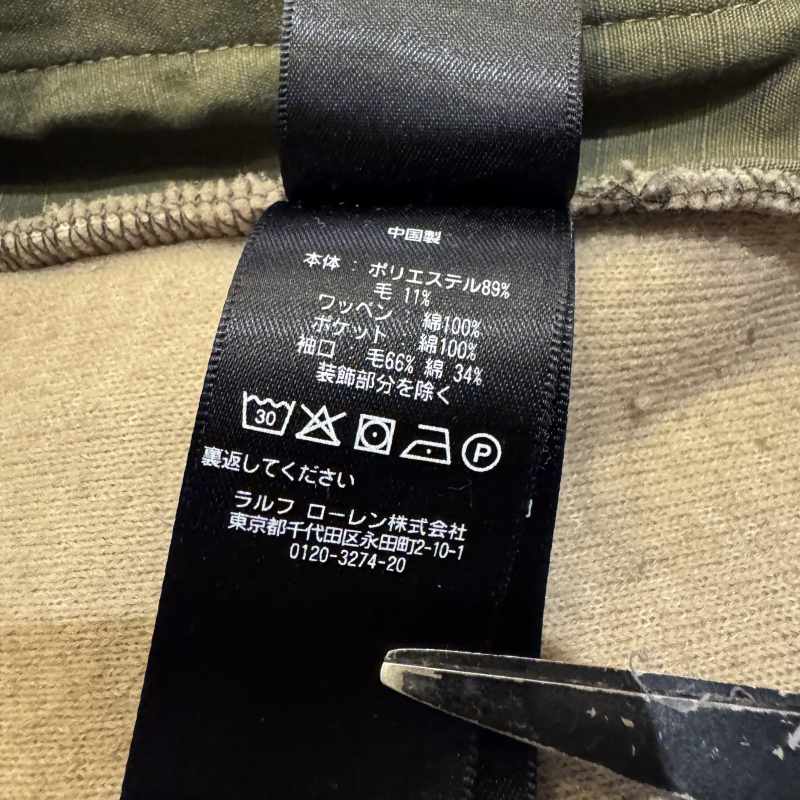 中国製
本体 : ポリエステル89%
毛 11%
ワッペン : 綿100%
ポケット : 綿100%
袖口 : 毛66% 綿 34%
装飾部分を除く
30 P
裏返してください
ラルフ ローレン株式会社
東京都千代田区永田町2-10-1
0120-3274-20